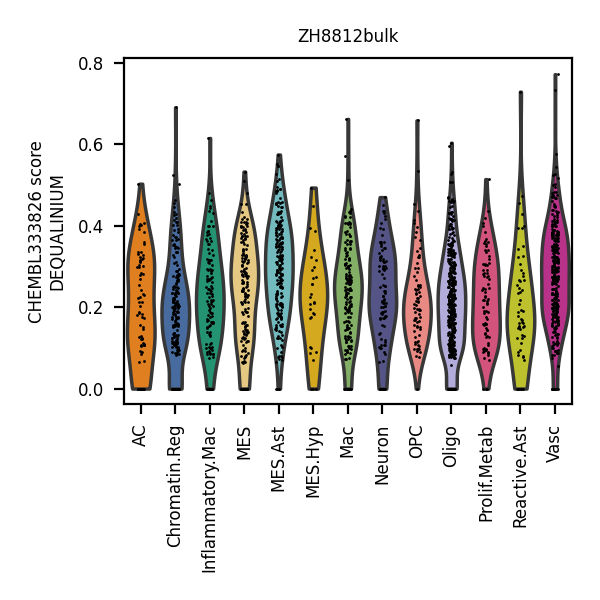 ZH8812bulk
CHEMBL333826 score
DEQUALINIUM
0.8
0.6
0.4
0.2
0.0
AC
Chromatin.Reg
Inflammatory.Mac
MES
MES.Ast
MES.Hyp
Mac
Neuron
OPC
Oligo
Prolif.Metab
Reactive.Ast
Vasc